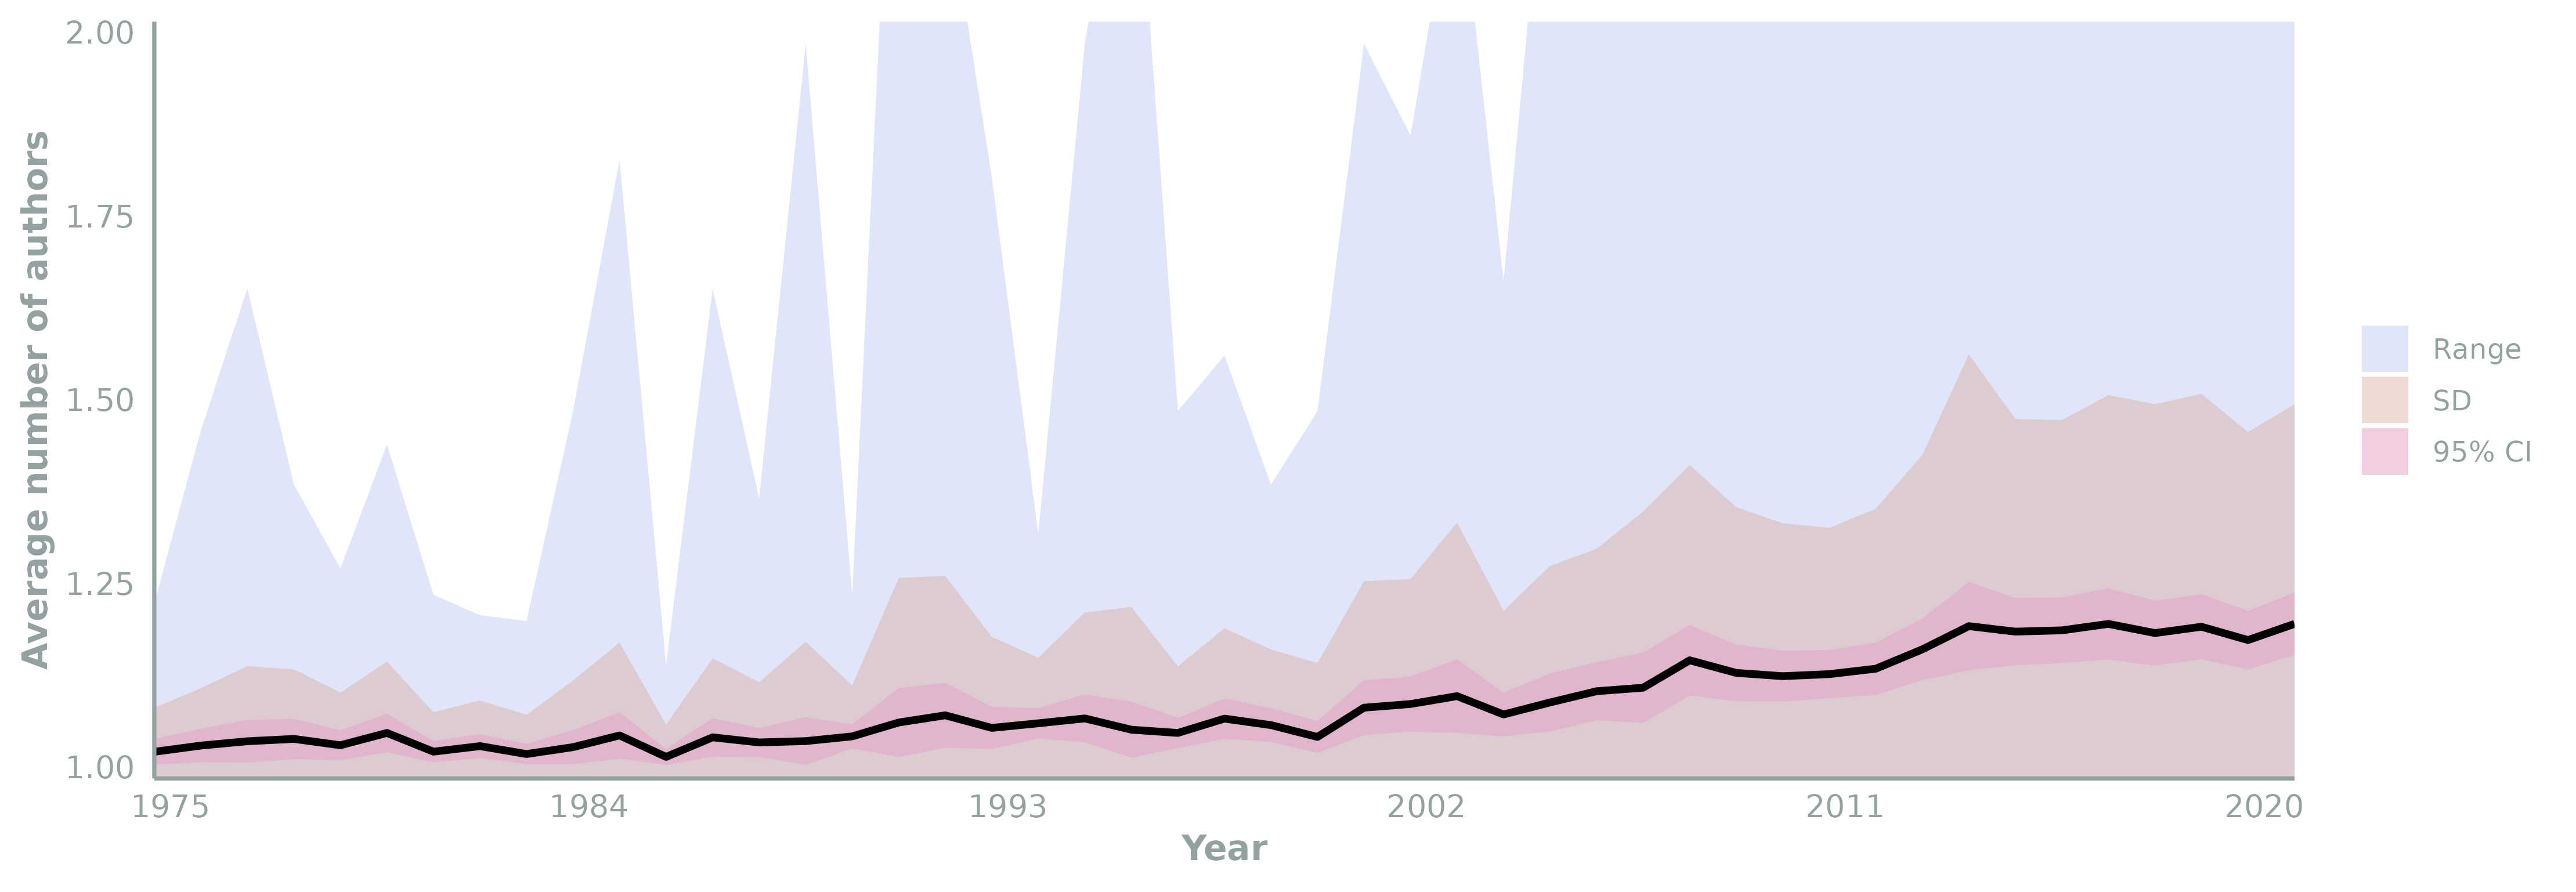 Average number of authors
2.00
1.75
1.50
1.25
1.00
1975 1984 1993 2002 2011 2020
Year
Range
SD
95% CI